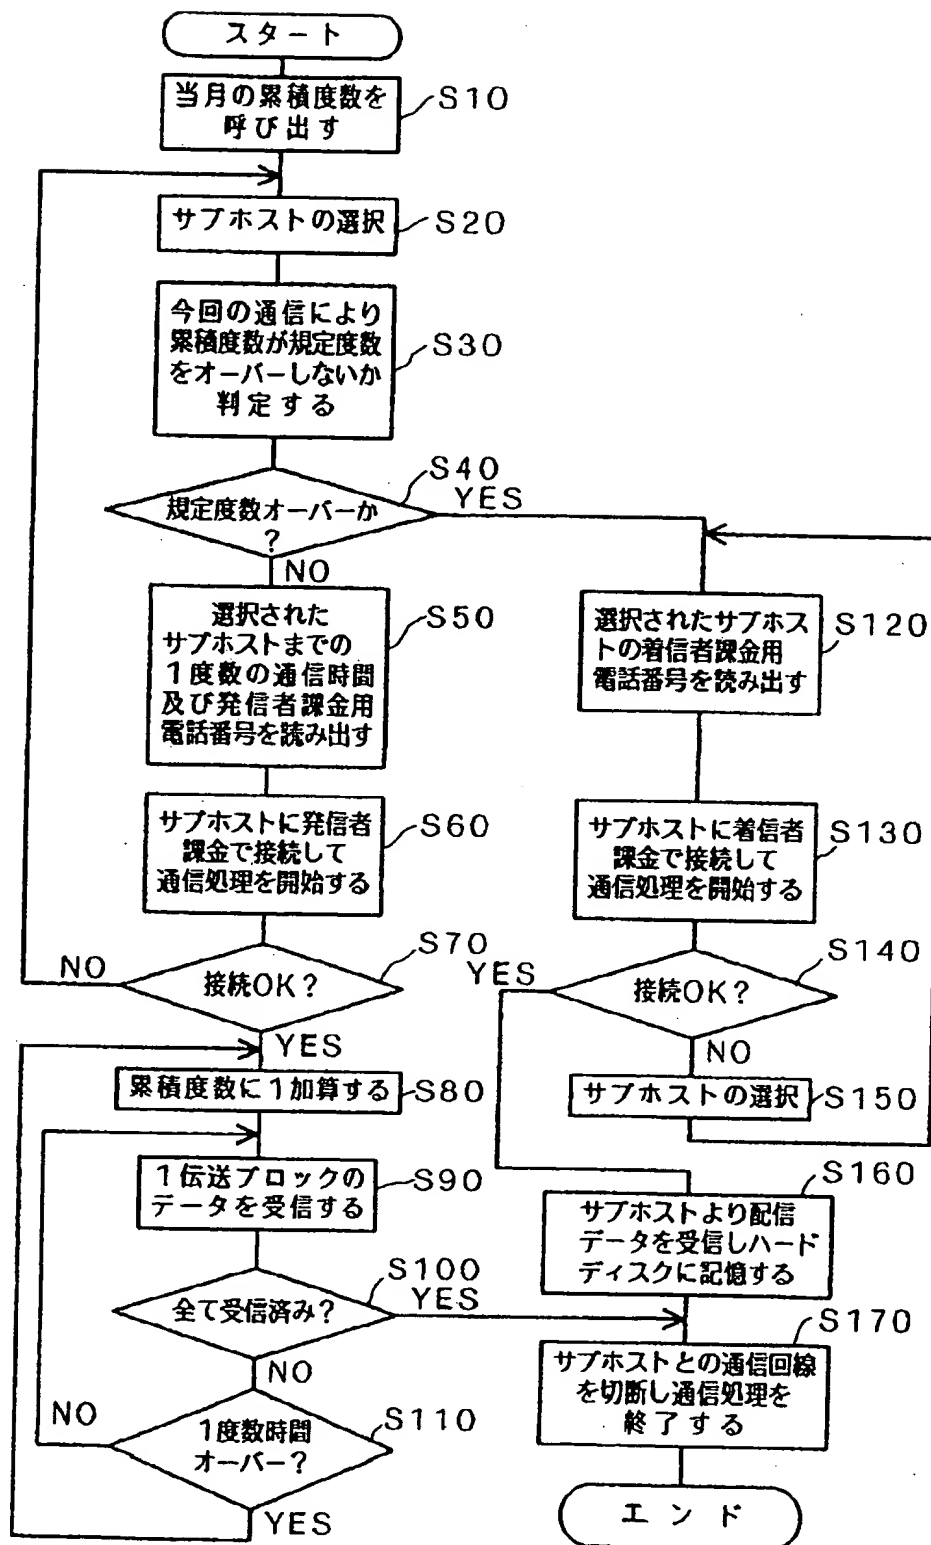 スタート
当月の累積度数を
呼び出す
S10
サブホストの選択
S20
今回の通信により
累積度数が規定度数
をオーバーしないか
判定する
S30
S40
規定度数オーバーか
?
YES
NO
選択された
サブホストまでの
1度数の通信時間
及び発信者課金用
電話番号を読み出す
S50
サブホストに発信者
課金で接続して
通信処理を開始する
S60
S70
接続OK?
NO
YES
累積度数に1加算する
S80
1伝送ブロックの
データを受信する
S90
S100
全て受信済み?
YES
NO
S110
1度数時間
オーバー?
NO
YES
選択されたサブホス
トの着信者課金用
電話番号を読み出す
S120
サブホストに着信者
課金で接続して
通信処理を開始する
S130
S140
接続OK?
YES
NO
サブホストの選択
S150
S160
サブホストより配信
データを受信しハード
ディスクに記憶する
S170
サブホストとの通信回線
を切断し通信処理を
終了する
エンド